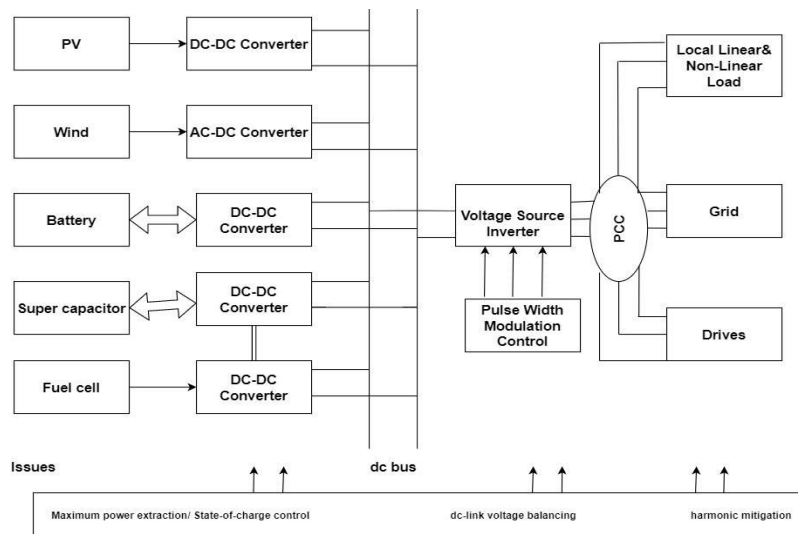 PV
DC-DC Converter
Local Linear&
Non-Linear
Load
Wind
AC-DC Converter
Battery
DC-DC
Converter
Voltage Source
Inverter
PCC
Grid
Super capacitor
DC-DC
Converter
Pulse Width
Modulation
Control
Drives
Fuel cell
DC-DC
Converter
Issues
dc bus
Maximum power extraction/ State-of-charge control
dc-link voltage balancing
harmonic mitigation